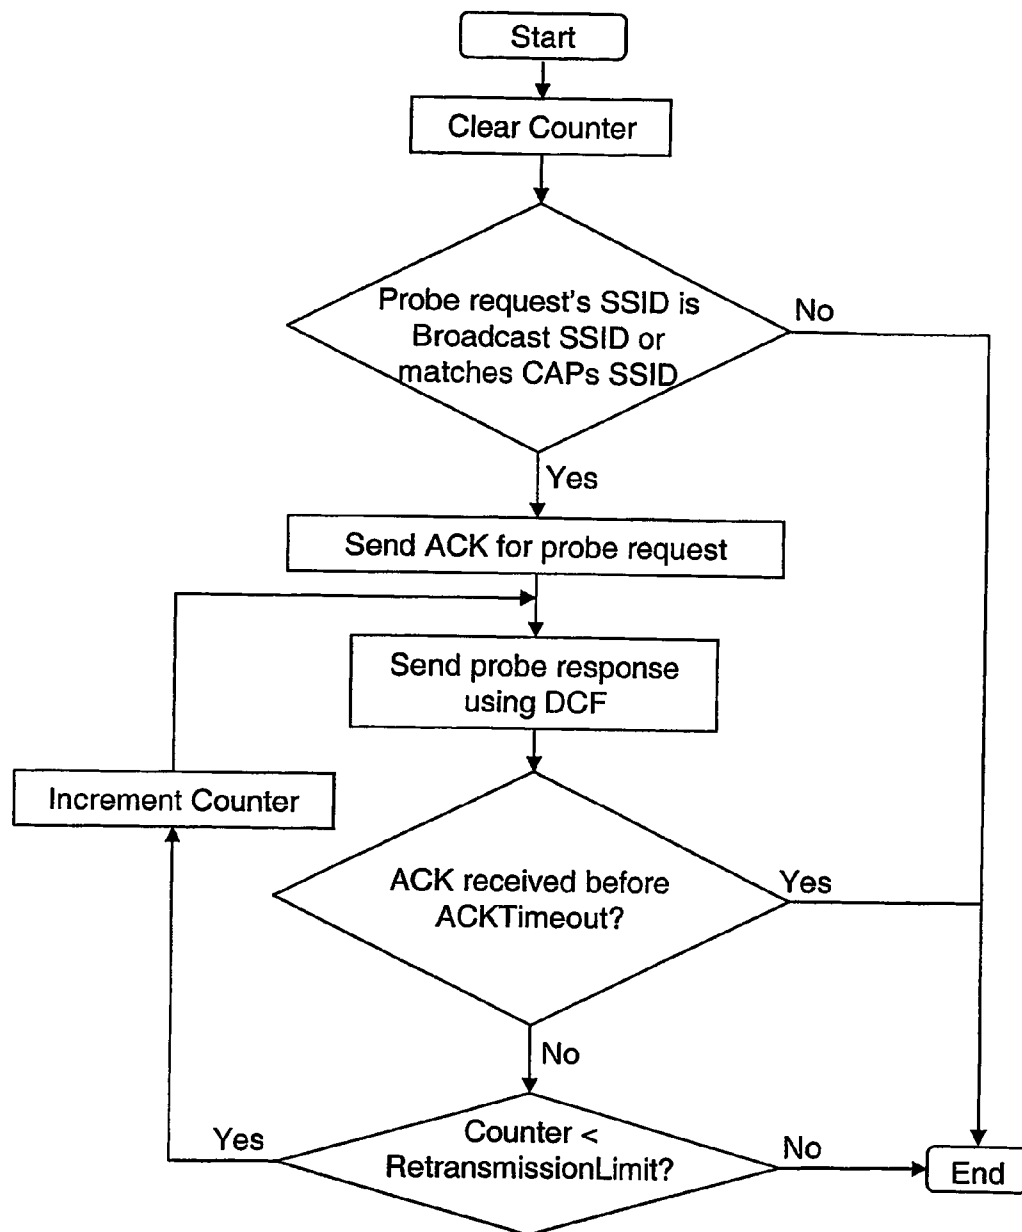 Start
Clear Counter
Probe request's SSID is
Broadcast SSID or
matches CAPs SSID
No
Yes
Send ACK for probe request
Send probe response
using DCF
Increment Counter
ACK received before
ACKTimeout?
Yes
No
Counter <
RetransmissionLimit?
Yes
No
End